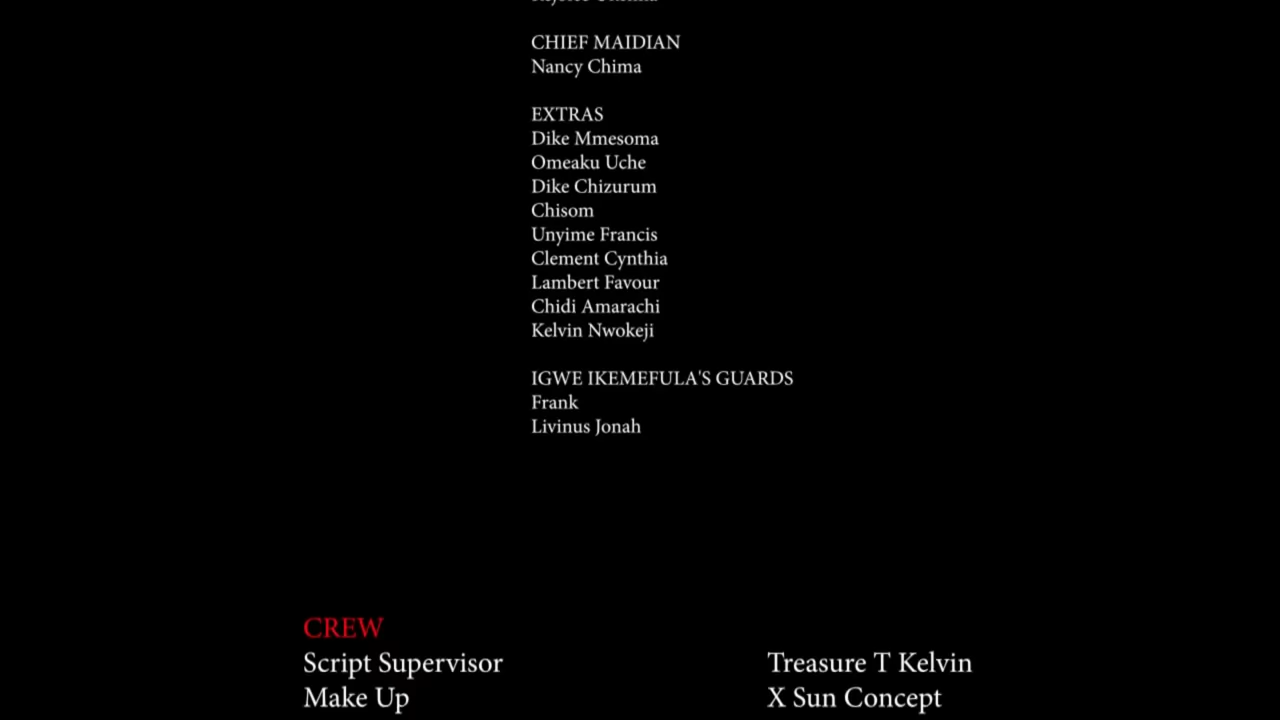 CHIEF MAIDIAN
Nancy Chima
EXTRAS
Dike Mmesoma
Omeaku Uche
Dike Chizurum
Chisom
Unyime Francis
Clement Cynthia
Lambert Favour
Chidi Amarachi
Kelvin Nwokeji
IGWE IKEMEFULA'S GUARDS
Frank
Livinus Jonah
CREW
Script Supervisor Treasure T Kelvin
Make Up X Sun Concept